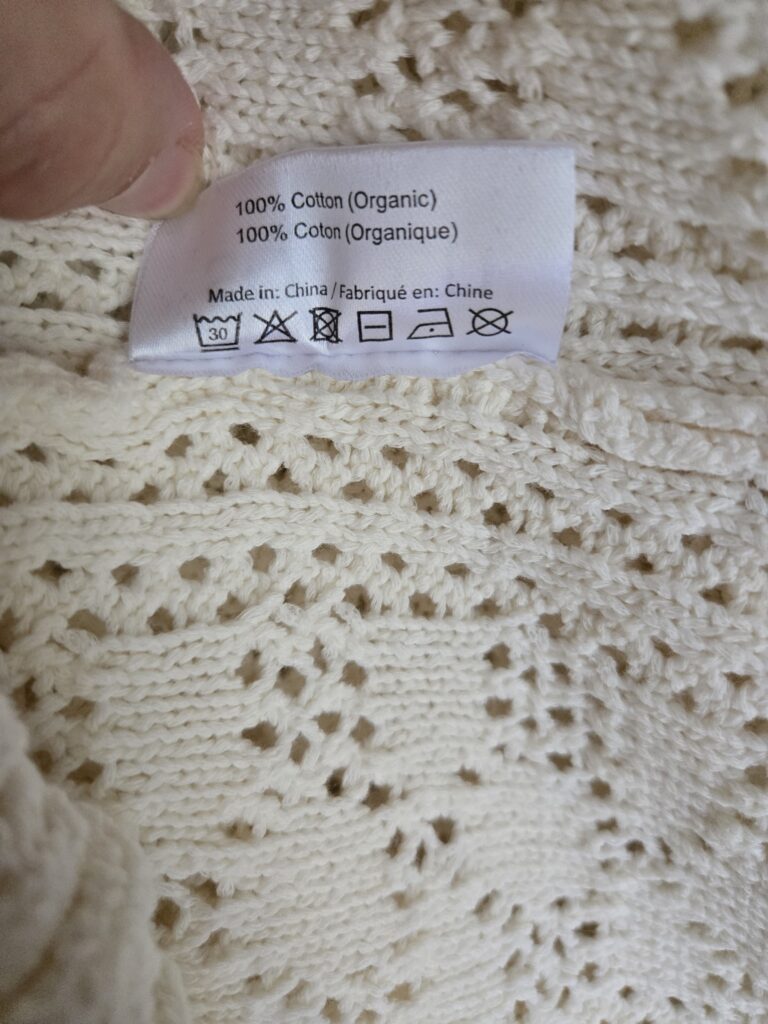 100% Cotton (Organic)
100% Coton (Organique)
Made in: China / Fabriqué en: Chine
30